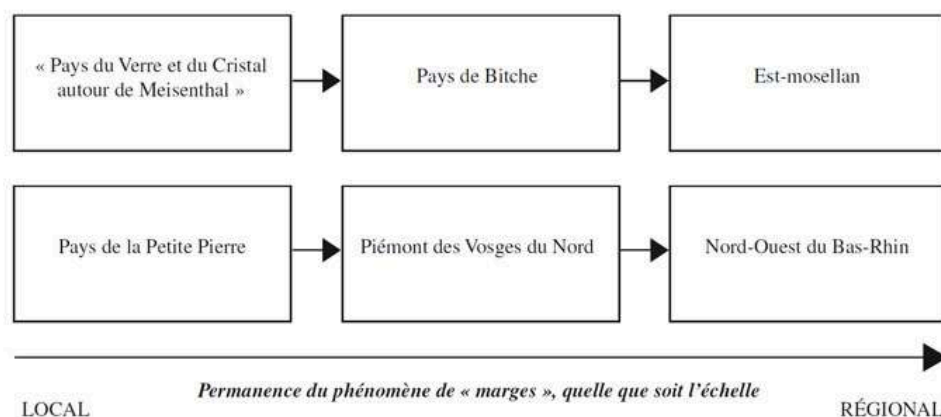 « Pays du Verre et du Cristal
autour de Meisenthal »
Pays de Bitche
Est-mosellan
Pays de la Petite Pierre
Piémont des Vosges du Nord
Nord-Ouest du Bas-Rhin
Permanence du phénomène de « marges », quelle que soit l’échelle
LOCAL
RÉGIONAL